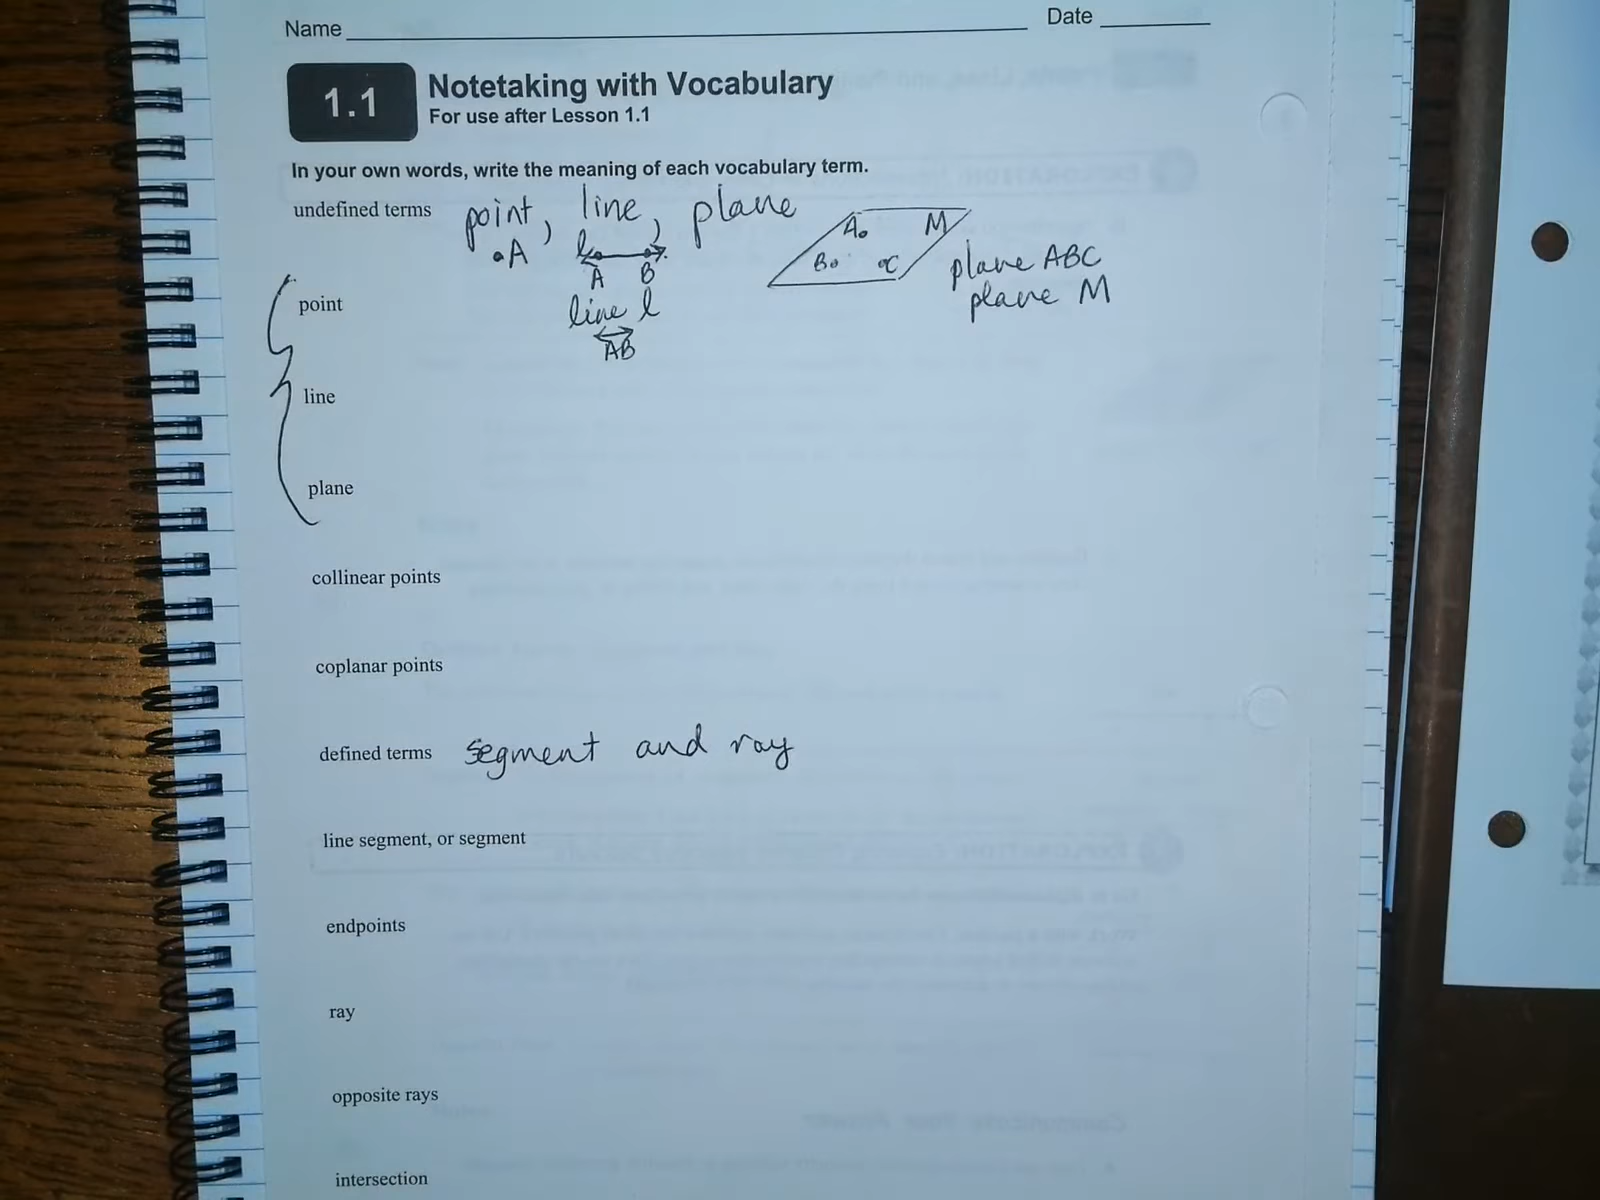 Name Date
1.1 Notetaking with Vocabulary
For use after Lesson 1.1
In your own words, write the meaning of each vocabulary term.
undefined terms point, line, plane
A l A B A M B C
line l plane ABC
AB plane M
point
line
plane
collinear points
coplanar points
defined terms segment and ray
line segment, or segment
endpoints
ray
opposite rays
intersection